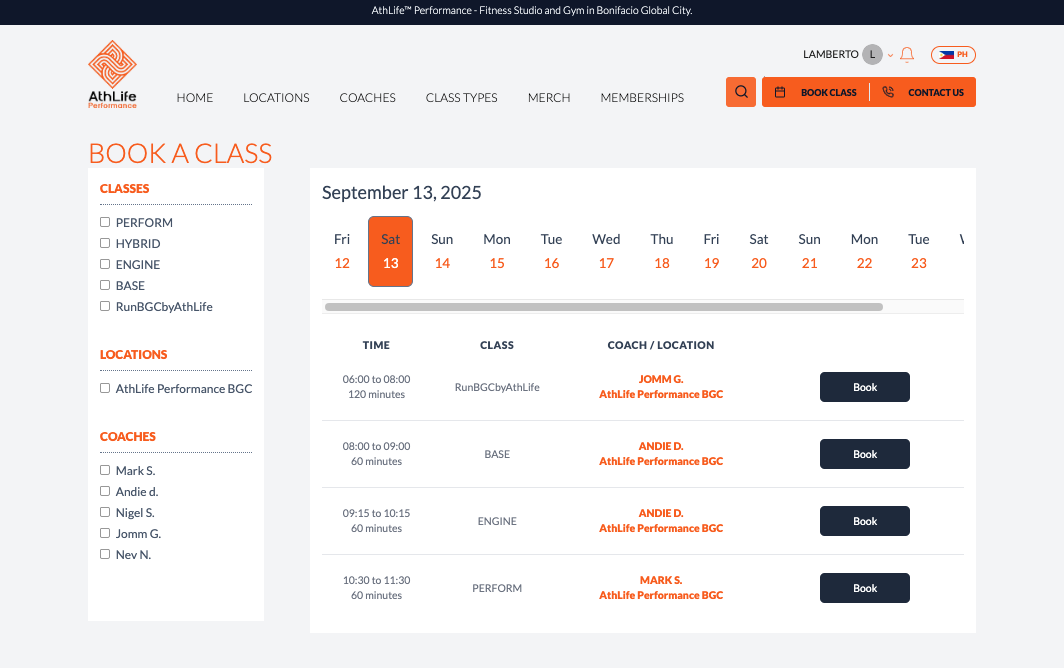 AthLife™ Performance - Fitness Studio and Gym in Bonifacio Global City.
LAMBERTO L
PH
AthLife
Performance
HOME LOCATIONS COACHES CLASS TYPES MERCH MEMBERSHIPS
BOOK CLASS CONTACT US
BOOK A CLASS
CLASSES
PERFORM
HYBRID
ENGINE
BASE
RunBGCbyAthLife
LOCATIONS
AthLife Performance BGC
COACHES
Mark S.
Andie d.
Nigel S.
Jomm G.
Nev N.
September 13, 2025
Fri Sat Sun Mon Tue Wed Thu Fri Sat Sun Mon Tue
12 13 14 15 16 17 18 19 20 21 22 23
TIME CLASS COACH / LOCATION
06:00 to 08:00
120 minutes
RunBGCbyAthLife
JOMM G.
AthLife Performance BGC
Book
08:00 to 09:00
60 minutes
BASE
ANDIE D.
AthLife Performance BGC
Book
09:15 to 10:15
60 minutes
ENGINE
ANDIE D.
AthLife Performance BGC
Book
10:30 to 11:30
60 minutes
PERFORM
MARK S.
AthLife Performance BGC
Book